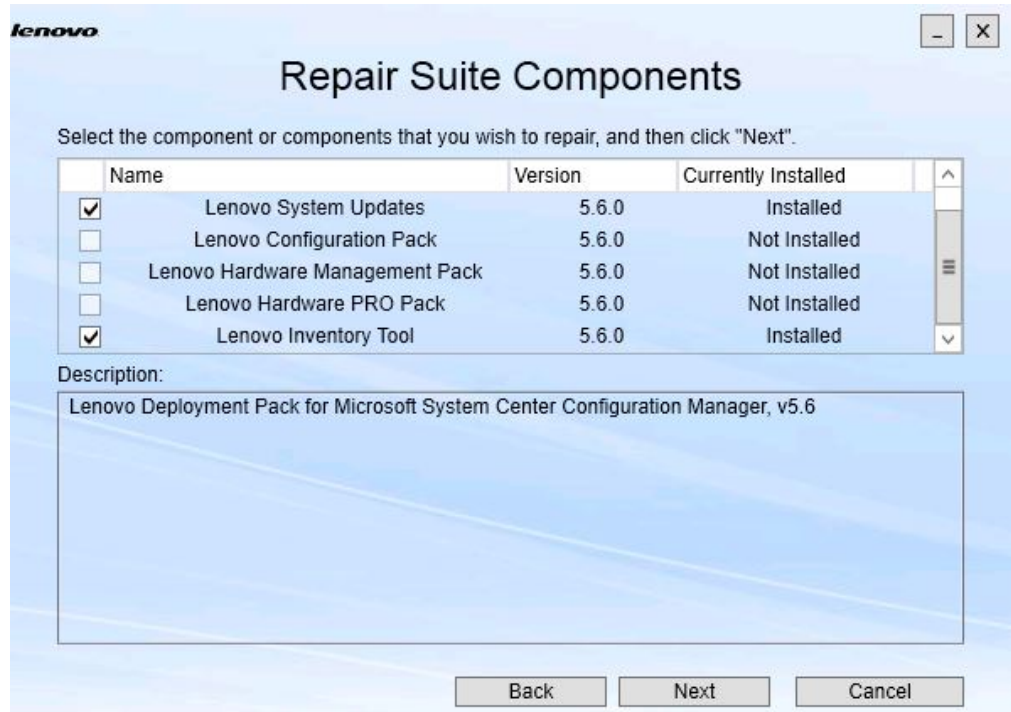 lenovo
Repair Suite Components
Select the component or components that you wish to repair, and then click "Next".
Name Version Currently Installed
Lenovo System Updates 5.6.0 Installed
Lenovo Configuration Pack 5.6.0 Not Installed
Lenovo Hardware Management Pack 5.6.0 Not Installed
Lenovo Hardware PRO Pack 5.6.0 Not Installed
Lenovo Inventory Tool 5.6.0 Installed
Description:
Lenovo Deployment Pack for Microsoft System Center Configuration Manager, v5.6
Back Next Cancel